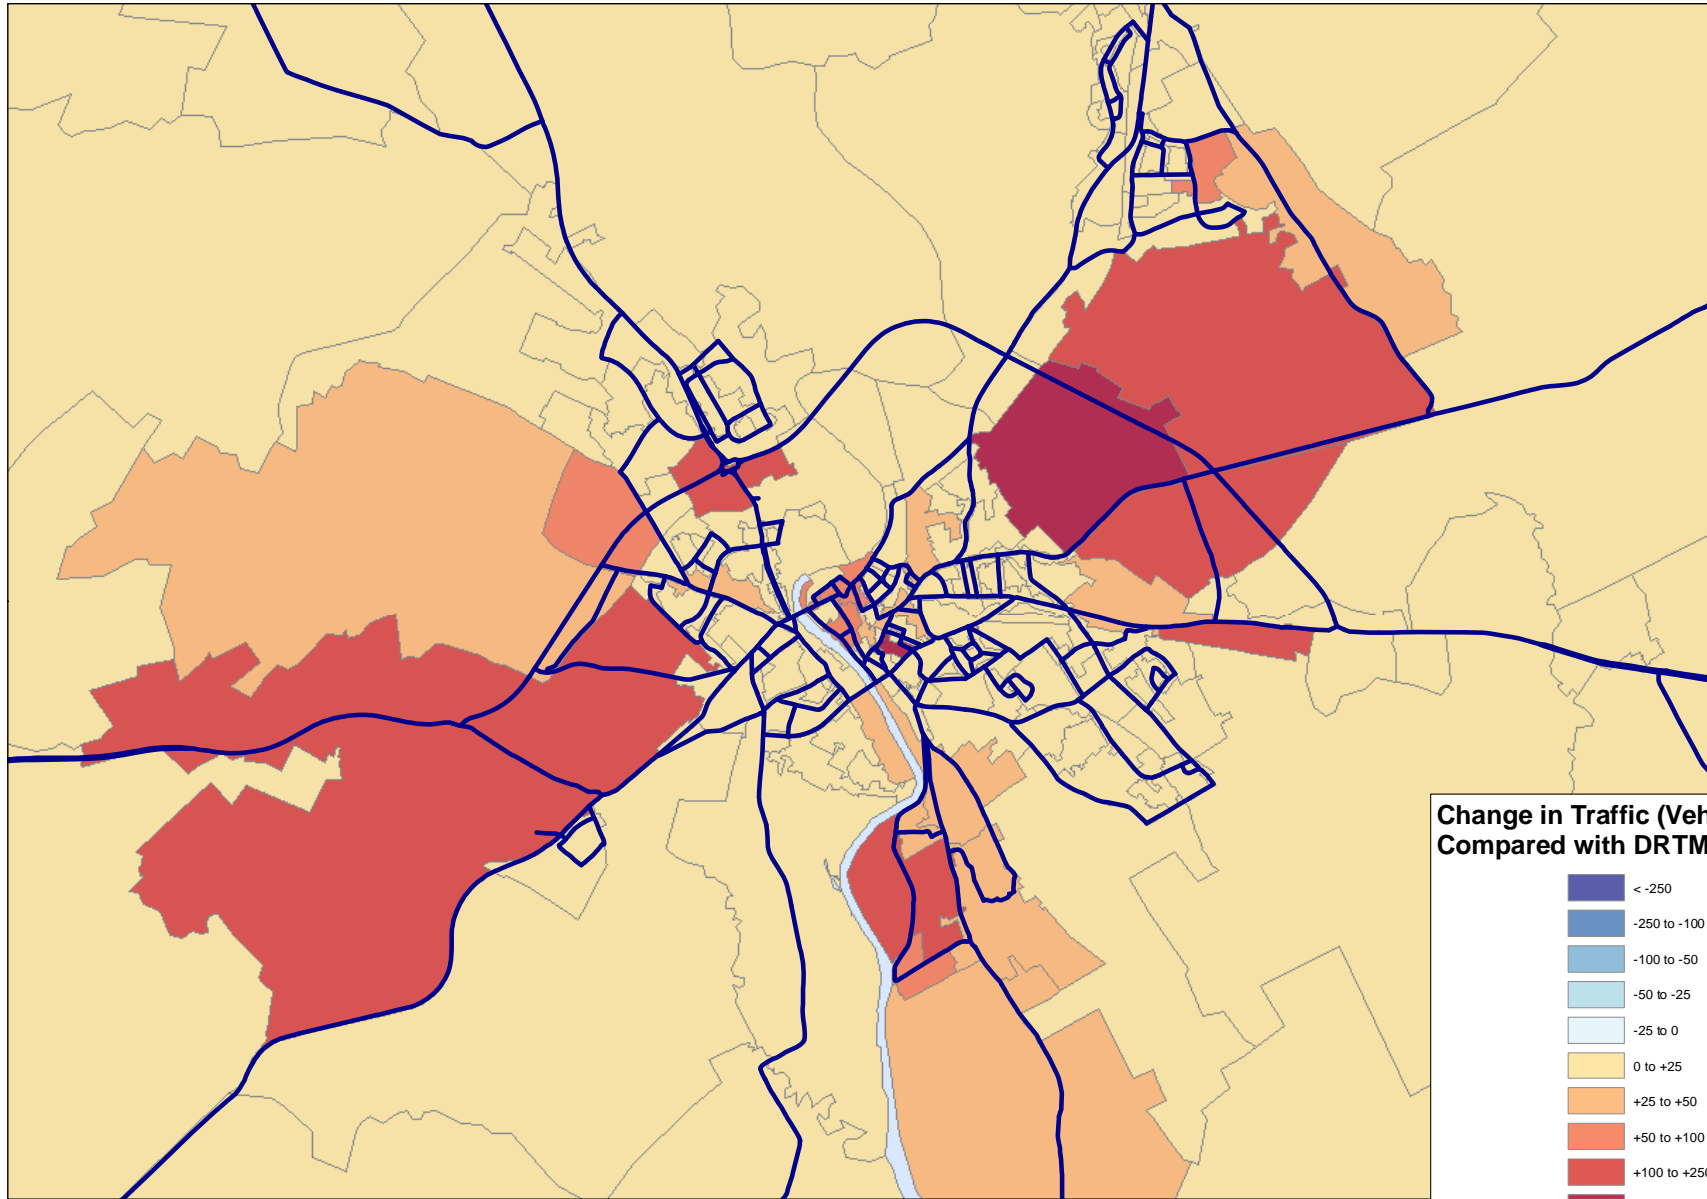 Change in Traffic (Veh
Compared with DRTM
< -250
-250 to -100
-100 to -50
-50 to -25
-25 to 0
0 to +25
+25 to +50
+50 to +100
+100 to +250